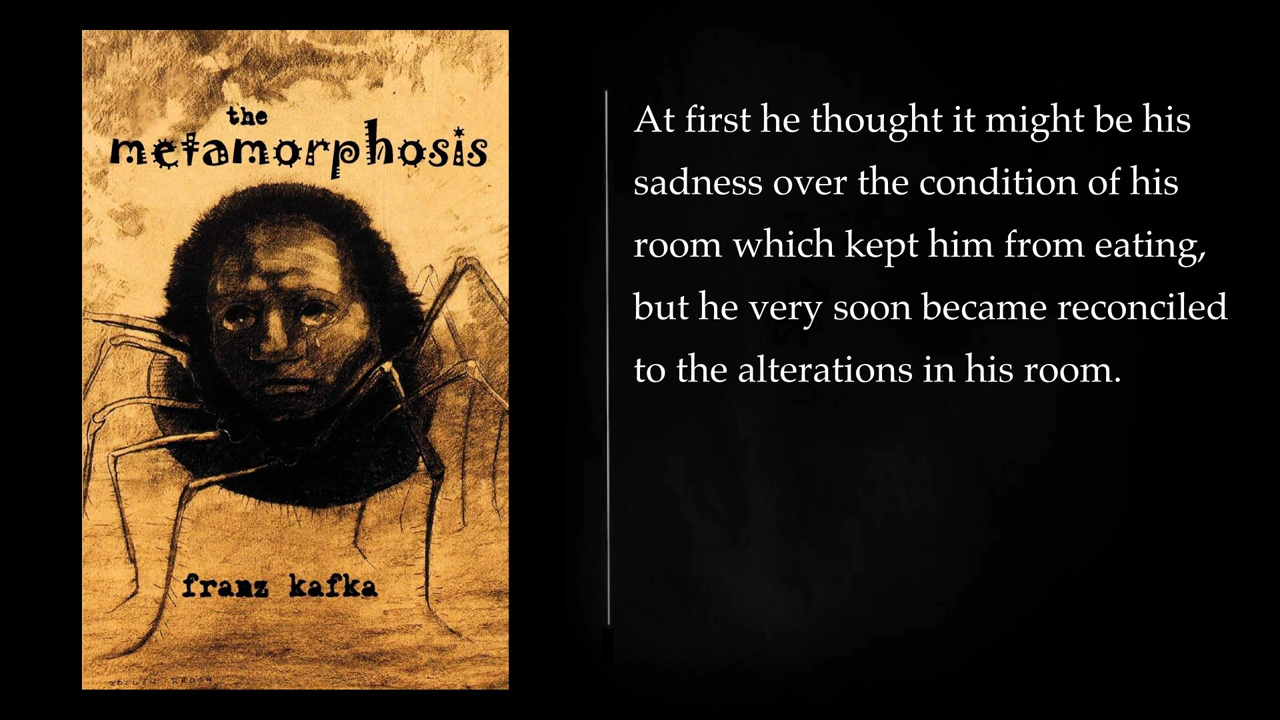 the
metamorphosis
franz kafka
At first he thought it might be his
sadness over the condition of his
room which kept him from eating,
but he very soon became reconciled
to the alterations in his room.